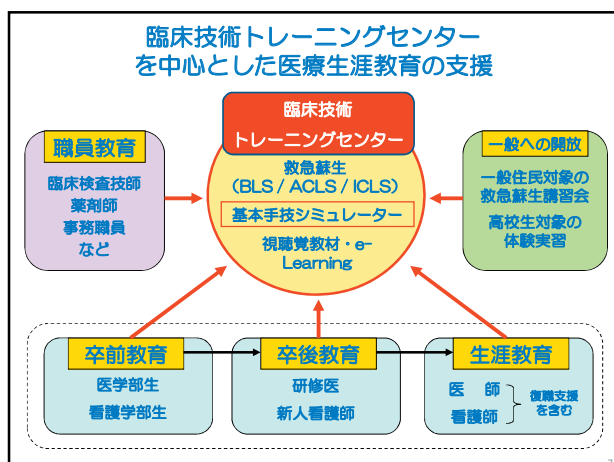 臨床技術トレーニングセンター
を中心とした医療生涯教育の支援
臨床技術
トレーニングセンター
職員教育
臨床検査技師
薬剤師
事務職員
など
救急蘇生
(BLS / ACLS / ICLS)
基本手技シミュレーター
視聴覚教材・e-
Learning
一般への開放
一般住民対象の
救急蘇生講習会
高校生対象の
体験実習
卒前教育
医学部生
看護学部生
卒後教育
研修医
新人看護師
生涯教育
医　師
看護師
復職支援
を含む